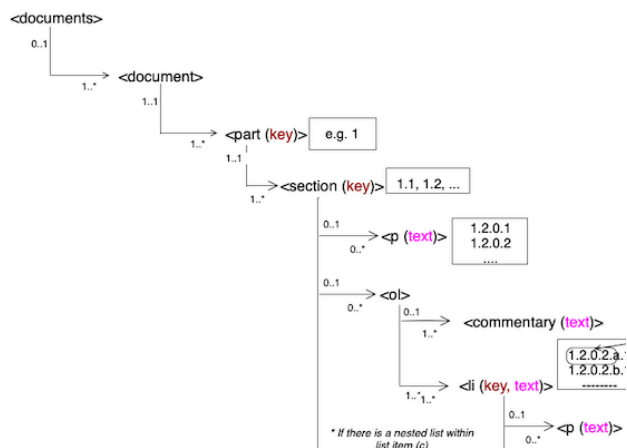 <documents>
0..1
1..*
<document>
1..1
1..*
<part (key)>
e.g. 1
1..1
1..*
<section (key)>
1.1, 1.2, ...
0..1
0..*
<p (text)>
1.2.0.1
1.2.0.2
....
0..1
0..*
<ol>
0..1
1..*
<commentary (text)>
1..*
1..*
<li (key, text)>
1.2.0.2.a.
1.2.0.2.b.1
--------
0..1
0..*
<p (text)>
* If there is a nested list within
list item (c)